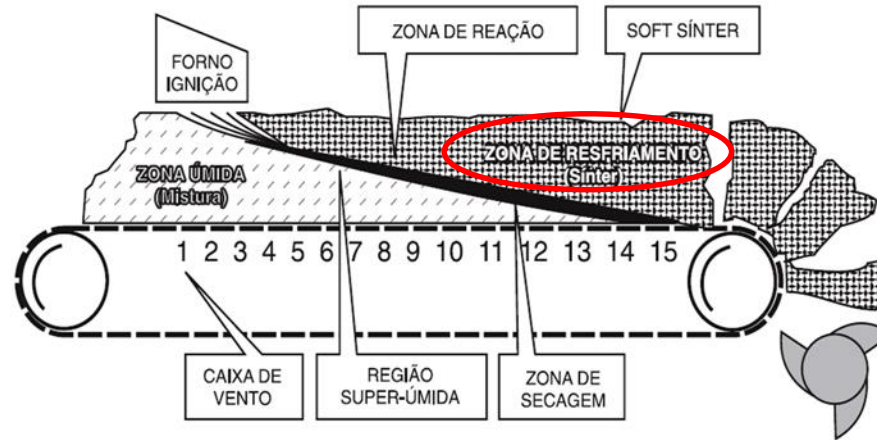 FORNO
IGNIÇÃO
ZONA DE REAÇÃO
SOFT SÍNTER
ZONA ÚMIDA
(Mistura)
ZONA DE RESFRIAMENTO
(Sínter)
1 2 3 4 5 6 7 8 9 10 11 12 13 14 15
CAIXA DE
VENTO
REGIÃO
SUPER-ÚMIDA
ZONA DE
SECAGEM